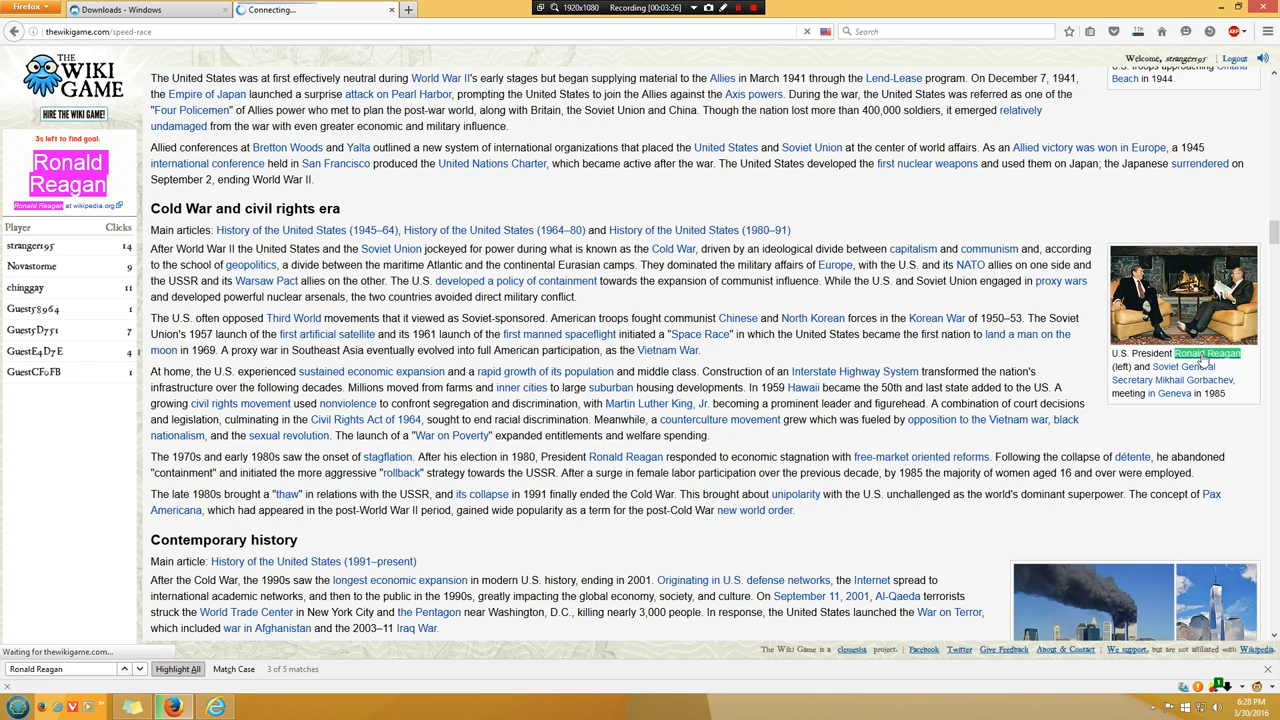 Firefox
Downloads - Windows
Connecting...
1920x1080
Recording [00:03:26]
thewikigame.com/speed-race
Search
THE WIKI GAME
HIRE THE WIKI GAME!
Welcome, stranger195
Logout
3s left to find goal:
Ronald
Reagan
Ronald Reagan at wikipedia.org
Player Clicks
stranger195 14
Novastorme 9
chinggay 11
Guest58964 1
Guest5D751 7
GuestE4D7E 4
GuestCF2FB 1
The United States was at first effectively neutral during World War II's early states but began supplying material to the Allies in March 1941 through the Lend-Lease program. On December 7, 1941,
the Empire of Japan launched a surprise attack on Pearl Harbor, prompting the United States to join the Allies against the Axis powers. During the war, the United States was referred as one of the
"Four Policemen" of Allies power who met to plan the post-war world, along with Britain, the Soviet Union and China. Though the nation lost more than 400,000 soldiers, it emerged relatively
undamaged from the war with even greater economic and military influence.
Allied conferences at Bretton Woods and Yalta outlined a new system of international organizations that placed the United States and Soviet Union at the center of world affairs. As an Allied victory was won in Europe, a 1945
international conference held in San Francisco produced the United Nations Charter, which became active after the war. The United States developed the first nuclear weapons and used them on Japan; the Japanese surrendered on
September 2, ending World War II.
Cold War and civil rights era
Main articles: History of the United States (1945–64), History of the United States (1964–80) and History of the United States (1980–91)
After World War II the United States and the Soviet Union jockeyed for power during what is known as the Cold War, driven by an ideological divide between capitalism and communism and, according
to the school of geopolitics, a divide between the maritime Atlantic and the continental Eurasian camps. They dominated the military affairs of Europe, with the U.S. and its NATO allies on one side and
the USSR and its Warsaw Pact allies on the other. The U.S. developed a policy of containment towards the expansion of communist influence. While the U.S. and Soviet Union engaged in proxy wars
and developed powerful nuclear arsenals, the two countries avoided direct military conflict.
The U.S. often opposed Third World movements that it viewed as Soviet-sponsored. American troops fought communist Chinese and North Korean forces in the Korean War of 1950–53. The Soviet
Union's 1957 launch of the first artificial satellite and its 1961 launch of the first manned spaceflight initiated a "Space Race" in which the United States became the first nation to land a man on the
moon in 1969. A proxy war in Southeast Asia eventually evolved into full American participation, as the Vietnam War.
At home, the U.S. experienced sustained economic expansion and a rapid growth of its population and middle class. Construction of an Interstate Highway System transformed the nation's
infrastructure over the following decades. Millions moved from farms and inner cities to large suburban housing developments. In 1959 Hawaii became the 50th and last state added to the U.S. A
growing civil rights movement used nonviolence to confront segregation and discrimination, with Martin Luther King, Jr. becoming a prominent leader and figurehead. A combination of court decisions
and legislation, culminating in the Civil Rights Act of 1964, sought to end racial discrimination. Meanwhile, a counterculture movement grew which was fueled by opposition to the Vietnam war, black
nationalism, and the sexual revolution. The launch of a "War on Poverty" expanded entitlements and welfare spending.
The 1970s and early 1980s saw the onset of stagflation. After his election in 1980, President Ronald Reagan responded to economic stagnation with free-market oriented reforms. Following the collapse of détente, he abandoned
"containment" and initiated the more aggressive "rollback" strategy towards the USSR. After a surge in female labor participation over the previous decade, by 1985 the majority of women aged 16 and over were employed.
The late 1980s brought a "thaw" in relations with the USSR, and its collapse in 1991 finally ended the Cold War. This brought about unipolarity with the U.S. unchallenged as the world's dominant superpower. The concept of Pax
Americana, which had appeared in the post-World War II period, gained wide popularity as a term for the post-Cold War new world order.
Contemporary history
Main article: History of the United States (1991–present)
After the Cold War, the 1990s saw the longest economic expansion in modern U.S. history, ending in 2001. Originating in U.S. defense networks, the Internet spread to
international academic networks, and then to the public in the 1990s, greatly impacting the global economy, society, and culture. On September 11, 2001, Al-Qaeda terrorists
struck the World Trade Center in New York City and the Pentagon near Washington, D.C., killing nearly 3,000 people. In response, the United States launched the War on Terror,
which included war in Afghanistan and the 2003–11 Iraq War.
U.S. troops approaching Omaha
Beach in 1944.
U.S. President Ronald Reagan
(left) and Soviet General
Secretary Mikhail Gorbachev,
meeting in Geneva in 1985
Waiting for thewikigame.com...
The Wiki Game is a clemesha project. Facebook Twitter Give Feedback About & Contact We support, but are not affiliated with Wikipedia.
Ronald Reagan
Highlight All
Match Case
3 of 5 matches
6:28 PM
3/30/2016